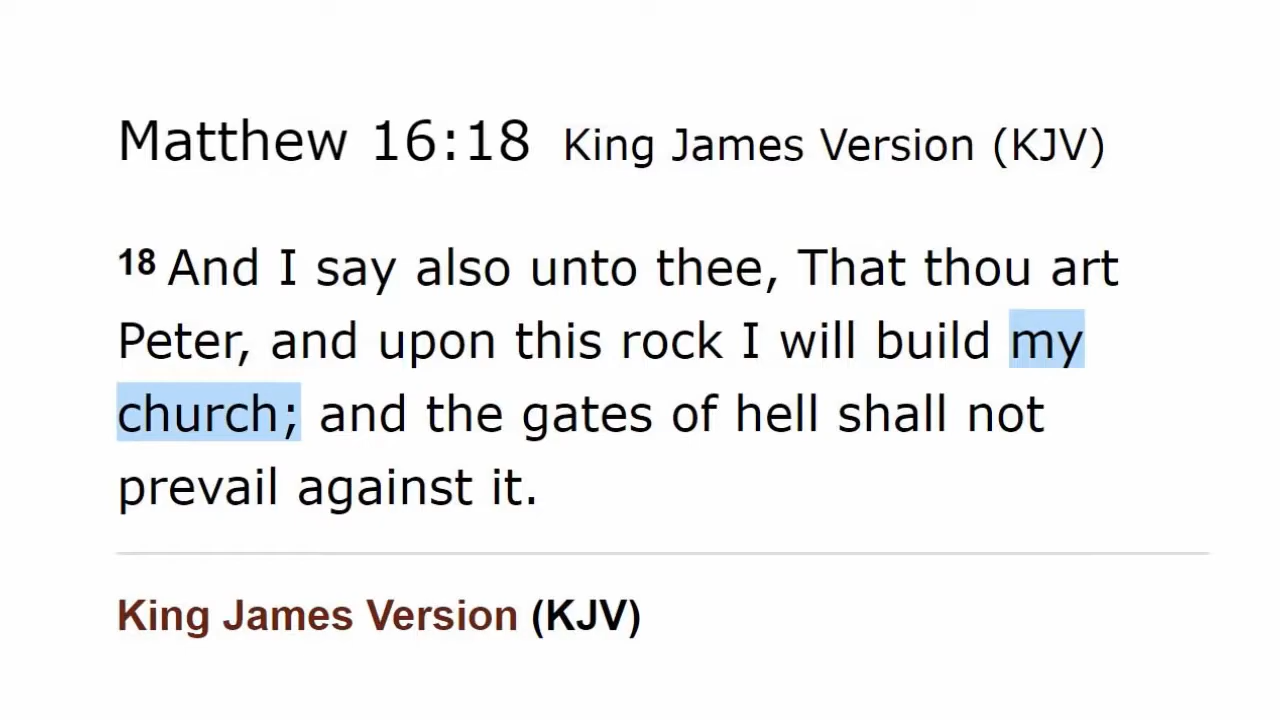 Matthew 16:18 King James Version (KJV)
18 And I say also unto thee, That thou art
Peter, and upon this rock I will build my
church; and the gates of hell shall not
prevail against it.
King James Version (KJV)